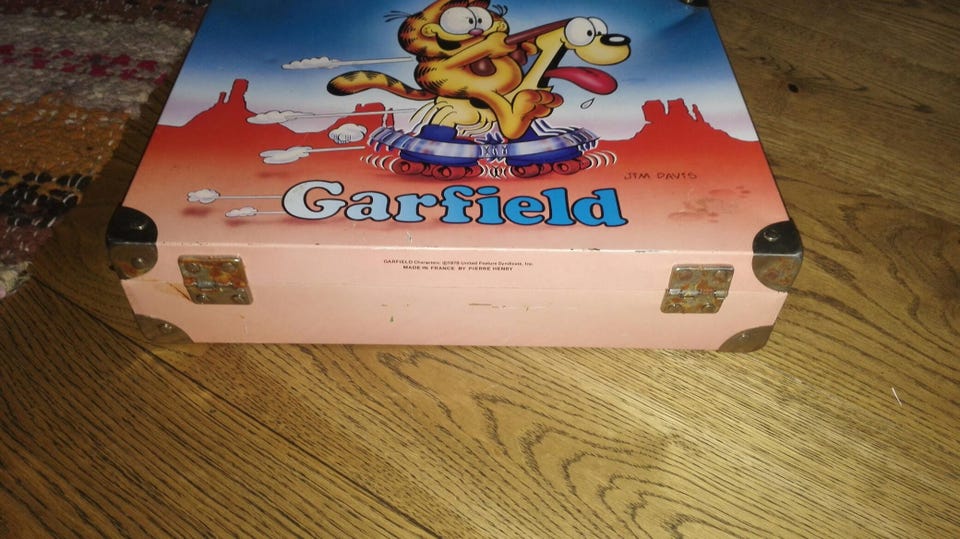 JIM DAVIS
Garfield
GARFIELD Characters: ©1978 United Feature Syndicate, Inc.
MADE IN FRANCE BY PIERRE HENRY